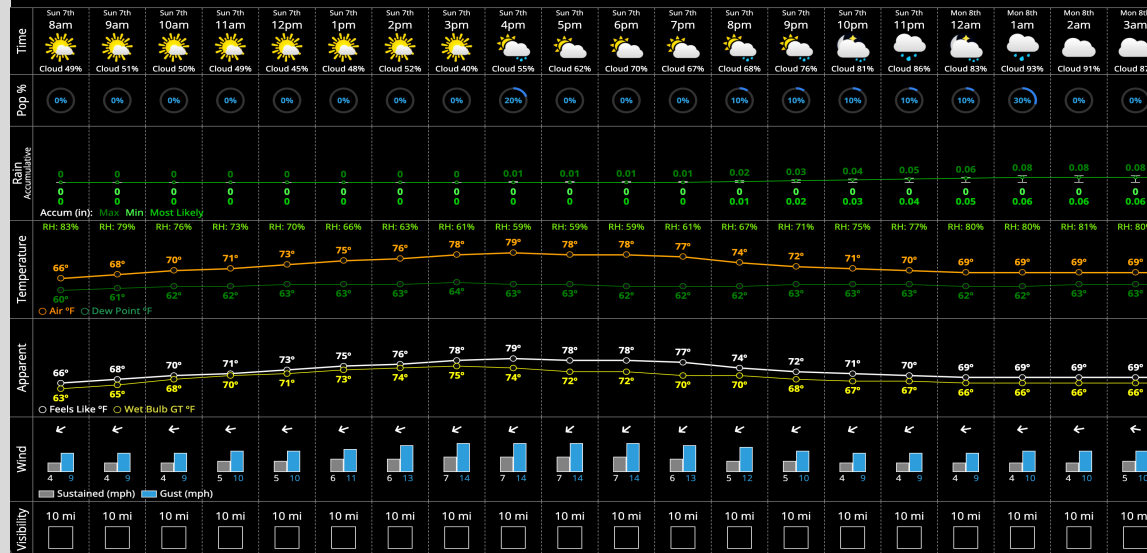 Time
Sun 7th Sun 7th Sun 7th Sun 7th Sun 7th Sun 7th Sun 7th Sun 7th Sun 7th Sun 7th Sun 7th Sun 7th Sun 7th Sun 7th Sun 7th Sun 7th Mon 8th Mon 8th Mon 8th Mon 8th
8am 9am 10am 11am 12pm 1pm 2pm 3pm 4pm 5pm 6pm 7pm 8pm 9pm 10pm 11pm 12am 1am 2am 3am
Cloud 49% Cloud 51% Cloud 50% Cloud 49% Cloud 45% Cloud 48% Cloud 52% Cloud 40% Cloud 55% Cloud 62% Cloud 70% Cloud 67% Cloud 68% Cloud 76% Cloud 81% Cloud 86% Cloud 83% Cloud 93% Cloud 91% Cloud 87
Pop %
0% 0% 0% 0% 0% 0% 0% 0% 20% 0% 0% 0% 10% 10% 10% 10% 10% 30% 0% 0%
Rain
Accumulative
0 0 0 0 0 0 0 0 0.01 0.01 0.01 0.01 0.02 0.03 0.04 0.05 0.06 0.08 0.08 0.08
0 0 0 0 0 0 0 0 0 0 0 0 0 0 0 0 0 0 0 0
0 0 0 0 0 0 0 0 0 0 0 0 0.01 0.02 0.03 0.04 0.05 0.06 0.06 0.06
Accum (in): Max Min Most Likely
Temperature
RH: 83% RH: 79% RH: 76% RH: 73% RH: 70% RH: 66% RH: 63% RH: 61% RH: 59% RH: 59% RH: 59% RH: 61% RH: 67% RH: 71% RH: 75% RH: 77% RH: 80% RH: 80% RH: 81% RH: 80
66° 68° 70° 71° 73° 75° 76° 78° 79° 78° 78° 77° 74° 72° 71° 70° 69° 69° 69° 69°
60° 61° 62° 62° 63° 63° 63° 64° 63° 63° 62° 62° 62° 63° 63° 63° 62° 62° 63° 63°
Air °F Dew Point °F
Apparent
66° 68° 70° 71° 73° 75° 76° 78° 79° 78° 78° 77° 74° 72° 71° 70° 69° 69° 69° 69°
63° 65° 68° 70° 71° 73° 74° 75° 74° 72° 72° 70° 70° 68° 67° 67° 66° 66° 66° 66°
Feels Like °F Wet Bulb GT °F
Wind
4 9 4 9 4 9 5 10 5 10 6 11 6 13 7 14 7 14 7 14 7 14 6 13 5 12 5 10 4 9 4 9 4 9 4 10 5 10 5 10
Sustained (mph) Gust (mph)
Visibility
10 mi 10 mi 10 mi 10 mi 10 mi 10 mi 10 mi 10 mi 10 mi 10 mi 10 mi 10 mi 10 mi 10 mi 10 mi 10 mi 10 mi 10 mi 10 mi 10 m